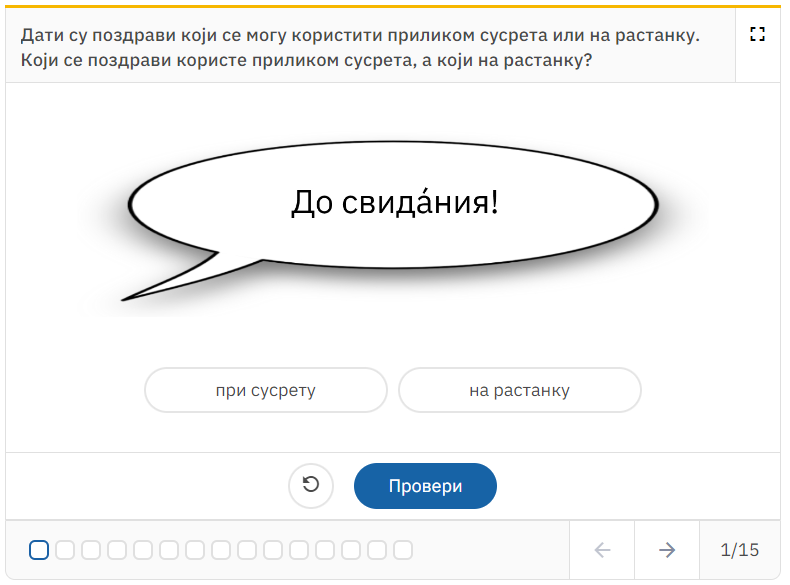 Дати су поздрави који се могу користити приликом сусрета или на растанку.
Који се поздрави користе приликом сусрета, а који на растанку?
До свида́ния!
при сусрету
на растанку
Провери
1/15